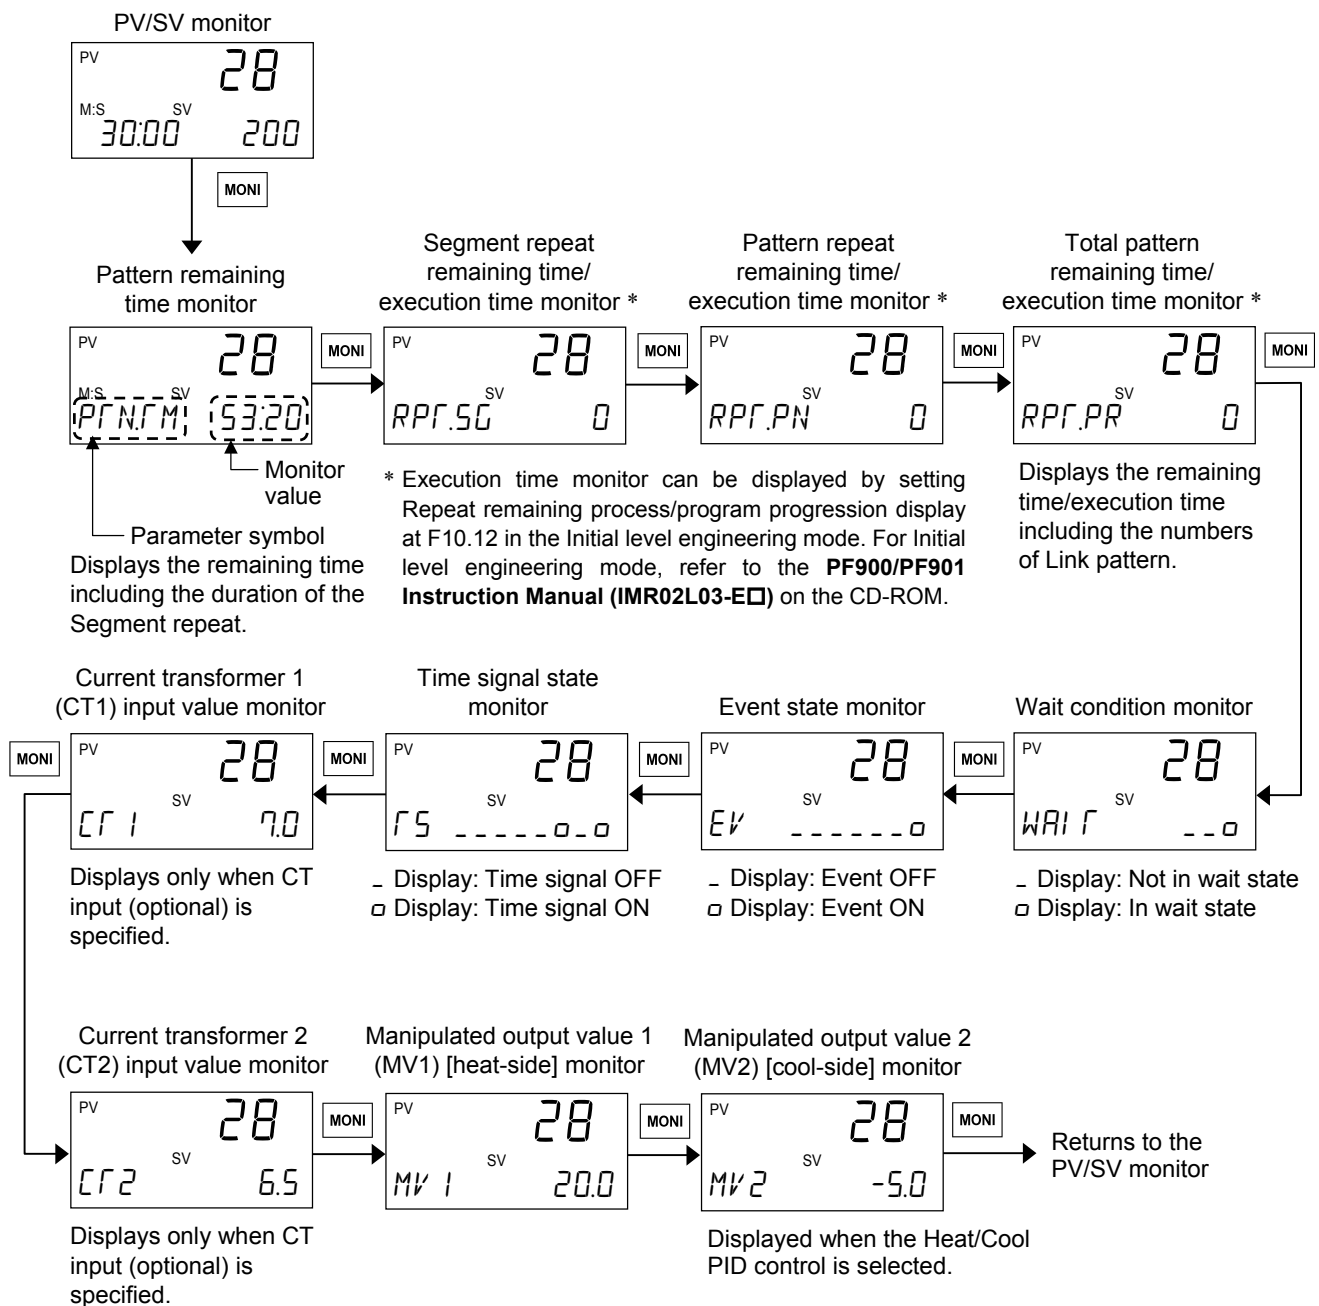 PV/SV monitor
PV 28
M:S SV
30:00 200
MONI
Pattern remaining
time monitor
PV 28
M:S SV
PTN.TM 53:20
Monitor
value
Parameter symbol
Displays the remaining time
including the duration of the
Segment repeat.
MONI
Segment repeat
remaining time/
execution time monitor *
PV 28
SV
RPT.SG 0
MONI
Pattern repeat
remaining time/
execution time monitor *
PV 28
SV
RPT.PN 0
MONI
Total pattern
remaining time/
execution time monitor *
PV 28
SV
RPT.PR 0
MONI
Displays the remaining
time/execution time
including the numbers
of Link pattern.
* Execution time monitor can be displayed by setting
Repeat remaining process/program progression display
at F10.12 in the Initial level engineering mode. For Initial
level engineering mode, refer to the PF900/PF901
Instruction Manual (IMR02L03-E□) on the CD-ROM.
Current transformer 1
(CT1) input value monitor
MONI
PV 28
SV
CT1 7.0
Displays only when CT
input (optional) is
specified.
MONI
Time signal state
monitor
PV 28
SV
TS _ _ _ _ _ o _ o
_ Display: Time signal OFF
o Display: Time signal ON
MONI
Event state monitor
PV 28
SV
EV _ _ _ _ _ _ o
_ Display: Event OFF
o Display: Event ON
MONI
Wait condition monitor
PV 28
SV
WAIT _ _ o
_ Display: Not in wait state
o Display: In wait state
Current transformer 2
(CT2) input value monitor
PV 28
SV
CT2 6.5
Displays only when CT
input (optional) is
specified.
MONI
Manipulated output value 1
(MV1) [heat-side] monitor
PV 28
SV
MV1 20.0
MONI
Manipulated output value 2
(MV2) [cool-side] monitor
PV 28
SV
MV2 -5.0
Displayed when the Heat/Cool
PID control is selected.
MONI
Returns to the
PV/SV monitor